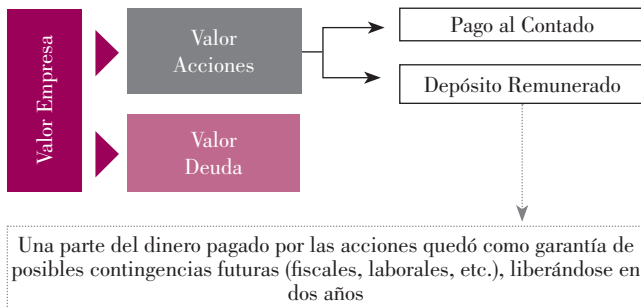 Valor Empresa
Valor
Acciones
Pago al Contado
Depósito Remunerado
Valor
Deuda
Una parte del dinero pagado por las acciones quedó como garantía de
posibles contingencias futuras (fiscales, laborales, etc.), liberándose en
dos años